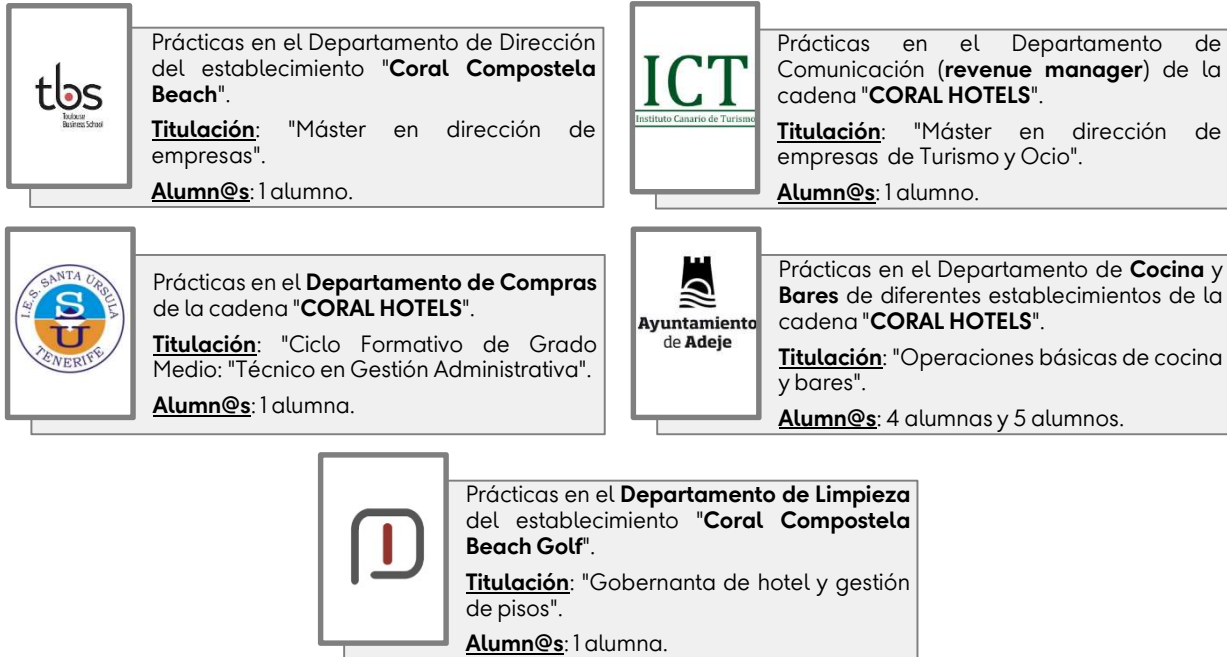 tbs
Toulouse
Business School
Prácticas en el Departamento de Dirección
del establecimiento "Coral Compostela
Beach".
Titulación: "Máster en dirección de
empresas".
Alumn@s: 1 alumno.
ICT
Instituto Canario de Turismo
Prácticas en el Departamento de
Comunicación (revenue manager) de la
cadena "CORAL HOTELS".
Titulación: "Máster en dirección de
empresas de Turismo y Ocio".
Alumn@s: 1 alumno.
I.E.S. SANTA ÚRSULA
S
U
TENERIFE
Prácticas en el Departamento de Compras
de la cadena "CORAL HOTELS".
Titulación: "Ciclo Formativo de Grado
Medio: "Técnico en Gestión Administrativa".
Alumn@s: 1 alumna.
Ayuntamiento
de Adeje
Prácticas en el Departamento de Cocina y
Bares de diferentes establecimientos de la
cadena "CORAL HOTELS".
Titulación: "Operaciones básicas de cocina
y bares".
Alumn@s: 4 alumnas y 5 alumnos.
Prácticas en el Departamento de Limpieza
del establecimiento "Coral Compostela
Beach Golf".
Titulación: "Gobernanta de hotel y gestión
de pisos".
Alumn@s: 1 alumna.